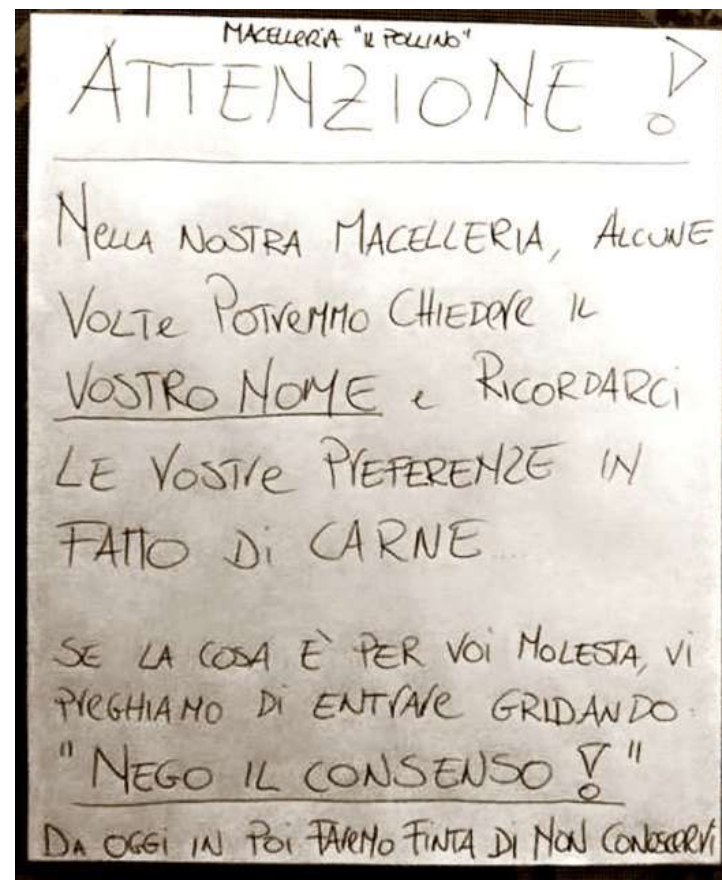 MACELLERIA "IL POLLINO"
ATTENZIONE!
NELLA NOSTRA MACELLERIA, ALCUNE
VOLTE POTREMMO CHIEDERE IL
VOSTRO NOME e RICORDARCI
LE VOSTRE PREFERENZE IN
FATTO Di CARNE
SE LA COSA È PER VOi MOLESTA, Vi
PREGHIAMO Di ENTRARE GRIDANDO:
"NEGO IL CONSENSO!"
DA OGGi IN POi FAREMO FINTA Di NON CONOSCERVi